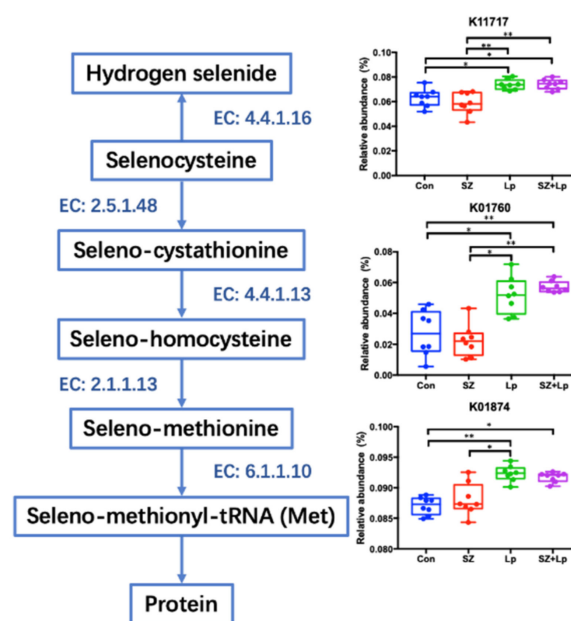 Hydrogen selenide
EC: 4.4.1.16
Selenocysteine
EC: 2.5.1.48
Seleno-cystathionine
EC: 4.4.1.13
Seleno-homocysteine
EC: 2.1.1.13
Seleno-methionine
EC: 6.1.1.10
Seleno-methionyl-tRNA (Met)
Protein
K11717
Relative abundance (%)
0.10
0.08
0.06
0.04
0.02
0.00
**
*
**
*
Con SZ Lp SZ+Lp
K01760
Relative abundance (%)
0.08
0.06
0.04
0.02
0.00
**
*
**
*
Con SZ Lp SZ+Lp
K01874
Relative abundance (%)
0.100
0.095
0.090
0.085
0.080
*
**
*
Con SZ Lp SZ+Lp